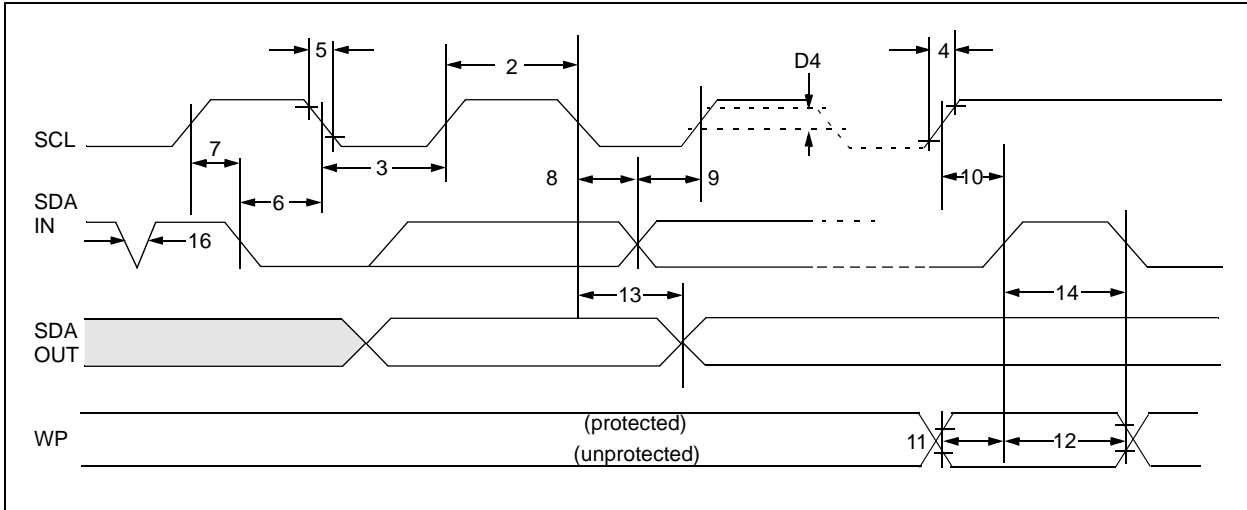 5
2
D4
4
SCL
7
3
8
9
10
6
SDA
IN
16
13
14
SDA
OUT
WP
(protected)
(unprotected)
11
12